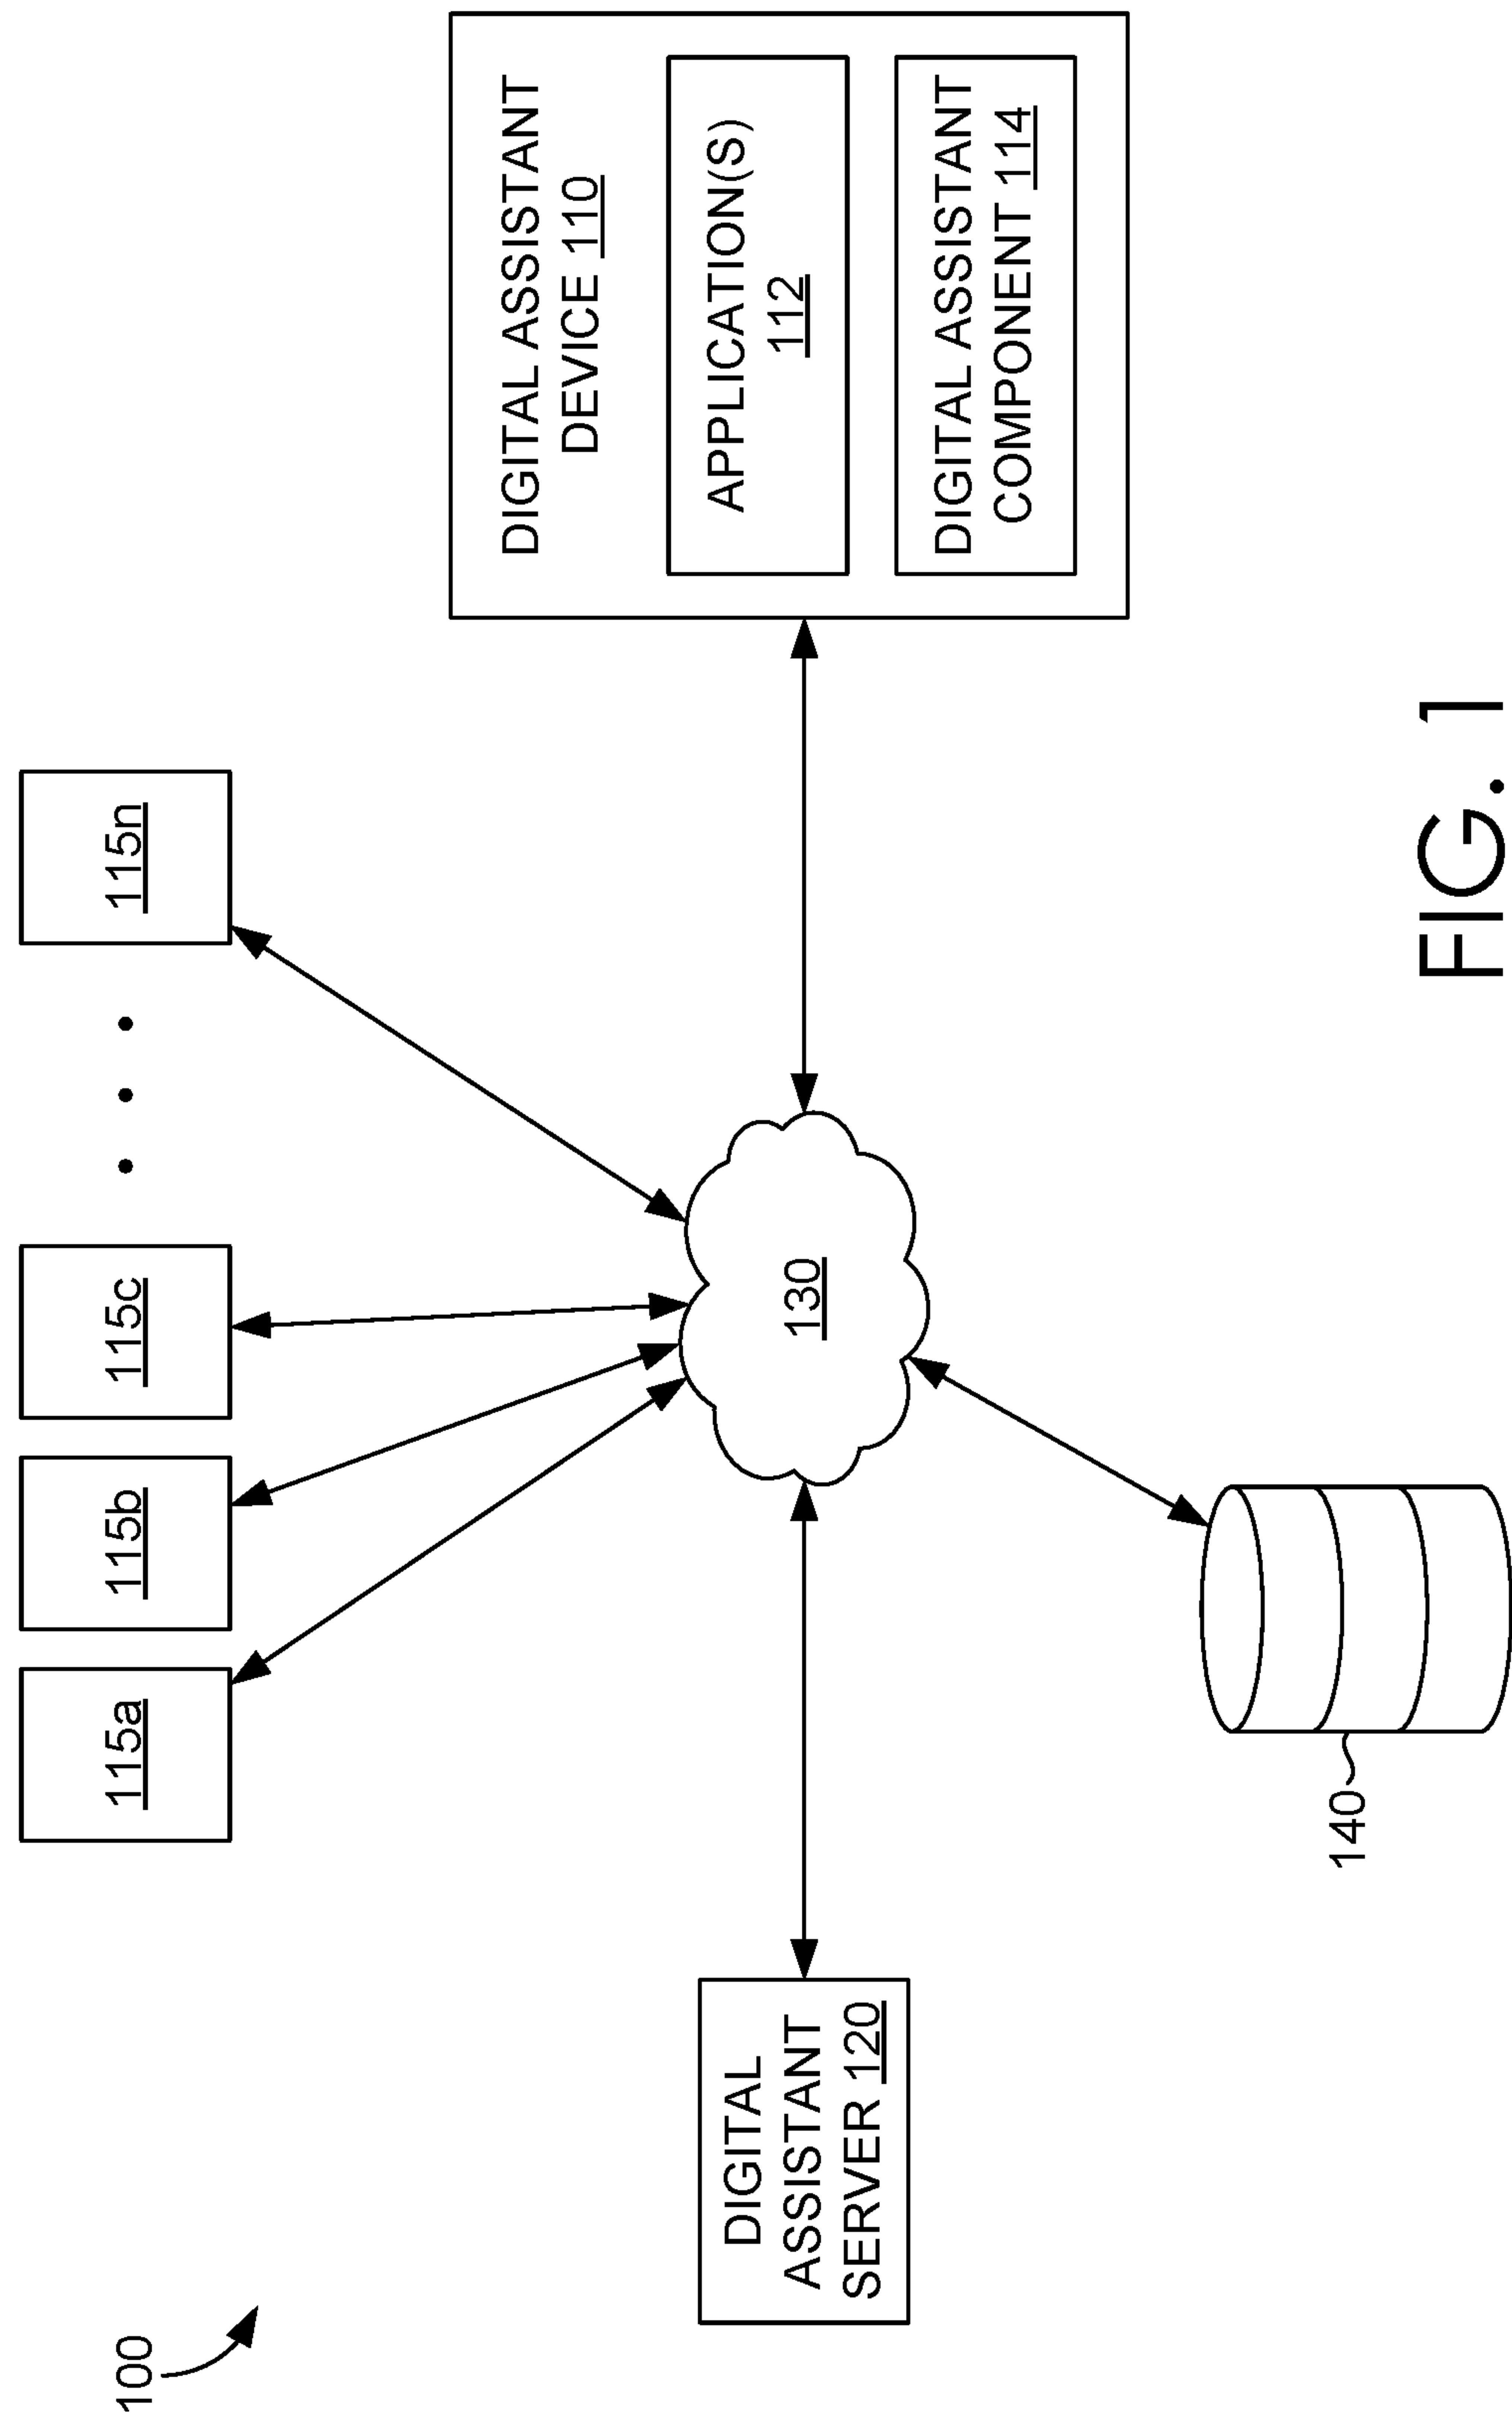 100
115a
115b
115c
115n
DIGITAL
ASSISTANT
SERVER 120
130
DIGITAL ASSISTANT
DEVICE 110
APPLICATION(S)
112
DIGITAL ASSISTANT
COMPONENT 114
140
FIG. 1